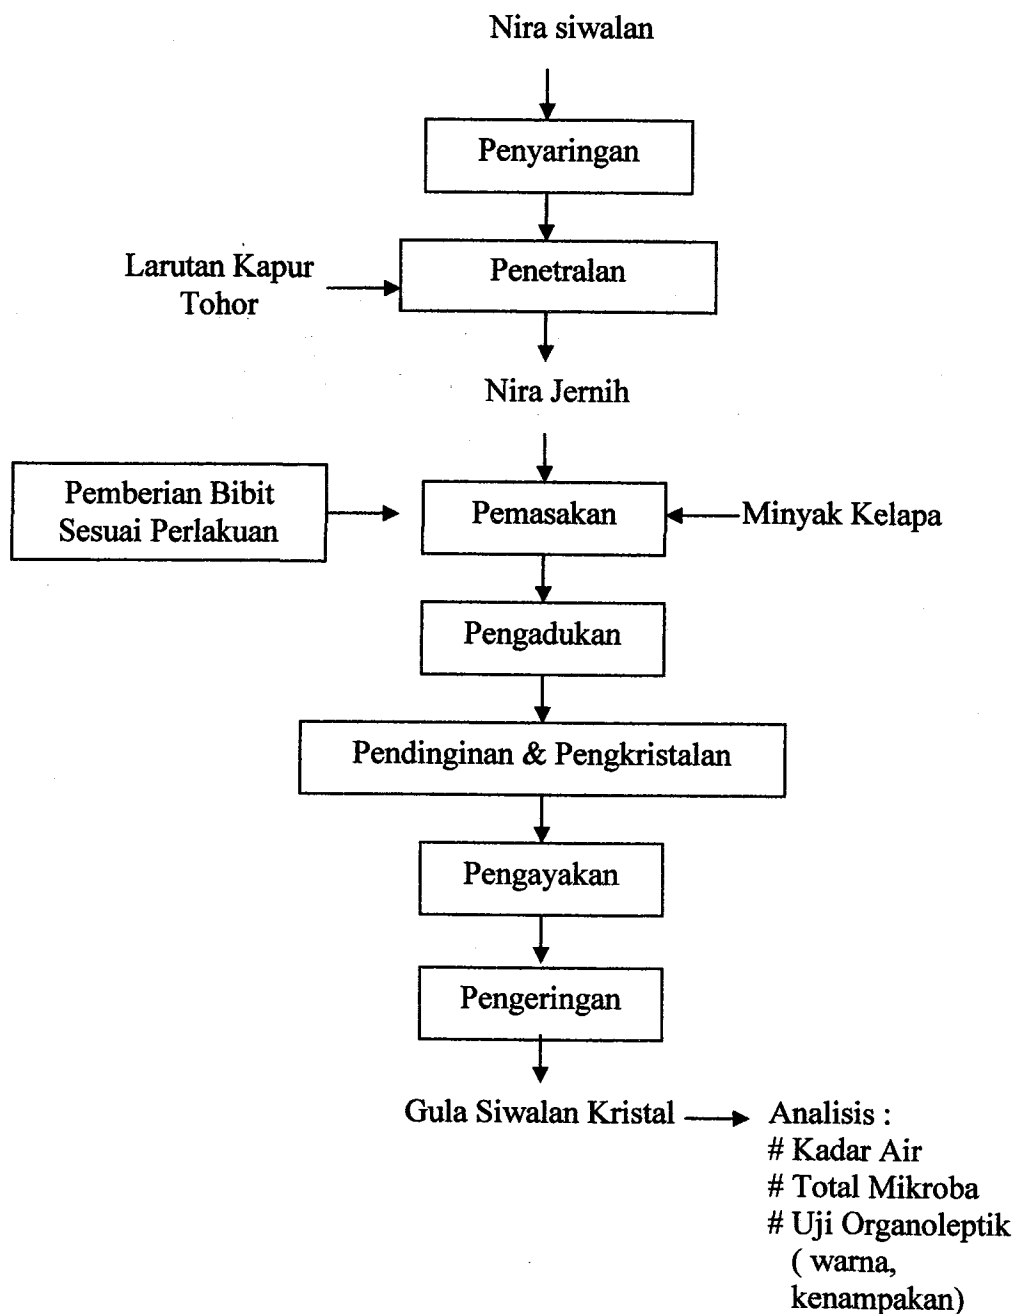 Nira siwalan
Penyaringan
Larutan Kapur
Tohor
Penetralan
Nira Jernih
Pemberian Bibit
Sesuai Perlakuan
Pemasakan
Minyak Kelapa
Pengadukan
Pendinginan & Pengkristalan
Pengayakan
Pengeringan
Gula Siwalan Kristal
Analisis :
# Kadar Air
# Total Mikroba
# Uji Organoleptik
( warna,
kenampakan)